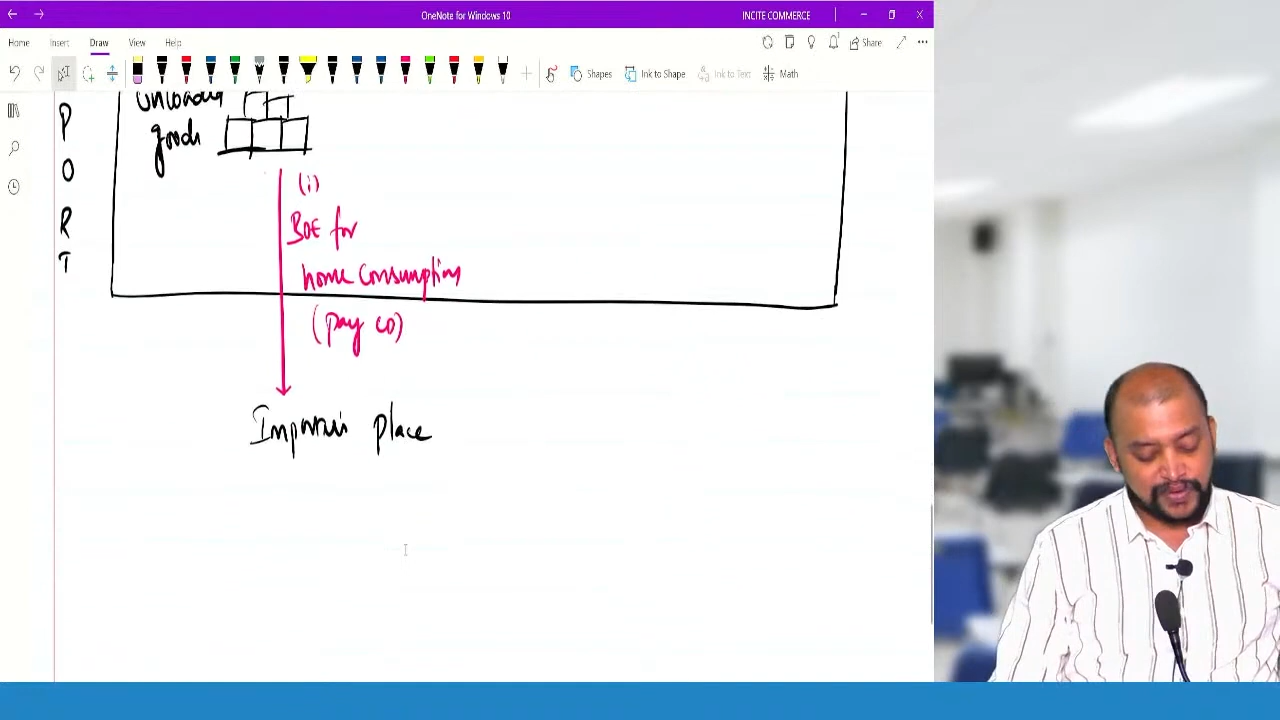 OneNote for Windows 10
INCITE COMMERCE
Home Insert Draw View Help
Share
Shapes Ink to Shape Ink to Text Math
unloaded
goods
P
O
R
T
(i)
BOE for
home consumption
(pay CD)
Importer's place